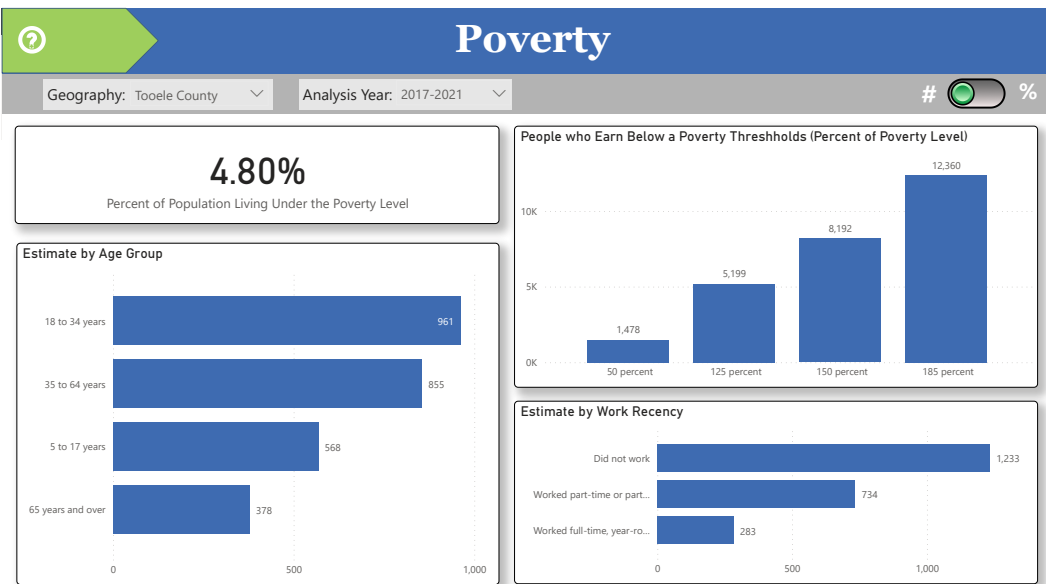 ?
Poverty
Geography: Tooele County
Analysis Year: 2017-2021
# %
4.80%
Percent of Population Living Under the Poverty Level
Estimate by Age Group
18 to 34 years 961
35 to 64 years 855
5 to 17 years 568
65 years and over 378
0 500 1,000
People who Earn Below a Poverty Threshholds (Percent of Poverty Level)
12,360
10K
8,192
5,199
5K
1,478
0K
50 percent 125 percent 150 percent 185 percent
Estimate by Work Recency
Did not work 1,233
Worked part-time or part... 734
Worked full-time, year-ro... 283
0 500 1,000